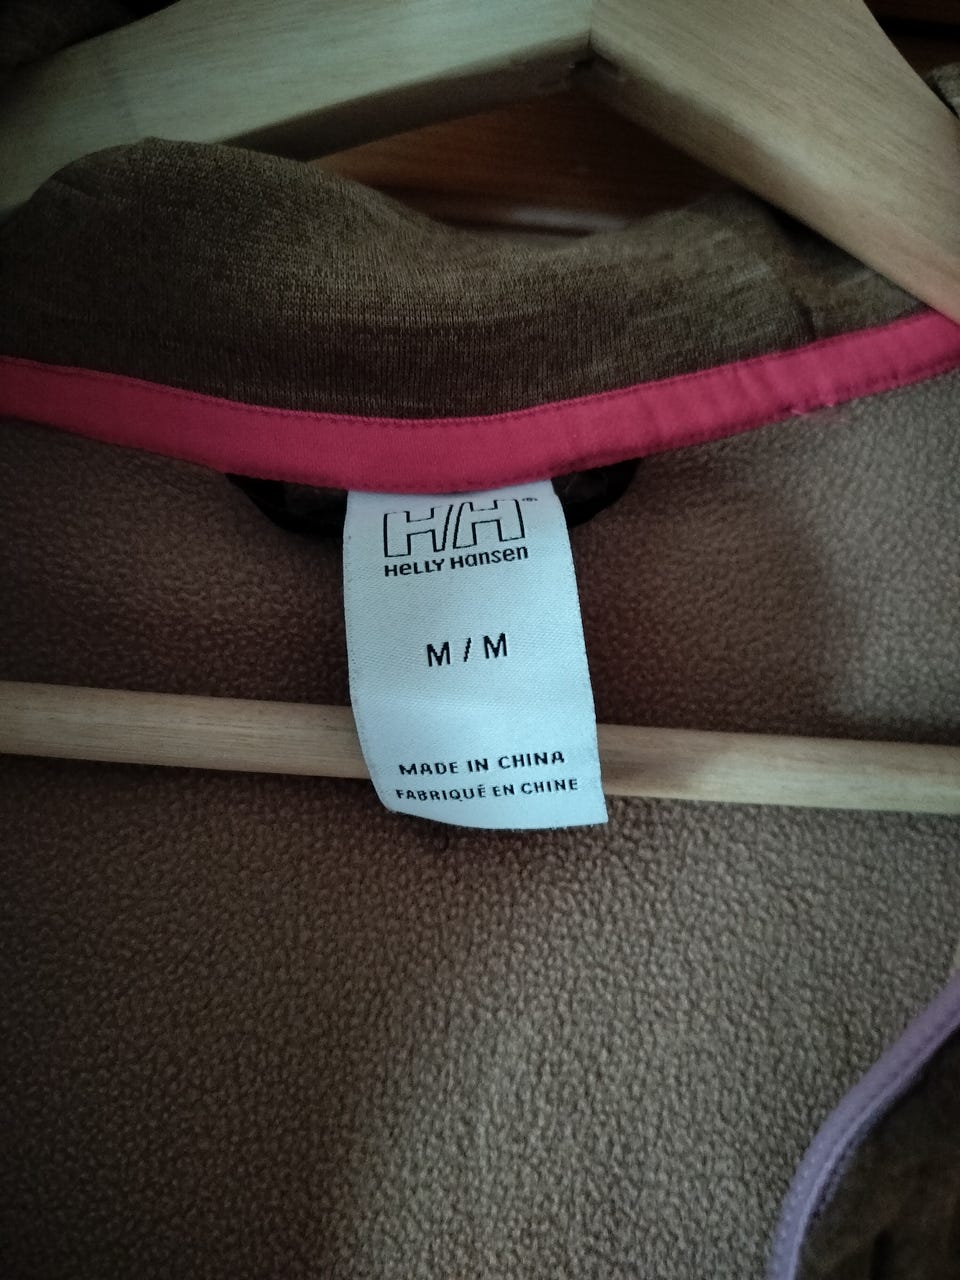 HH®
HeLLY Hansen
M / M
MADE IN CHINA
FABRIQUÉ EN CHINE